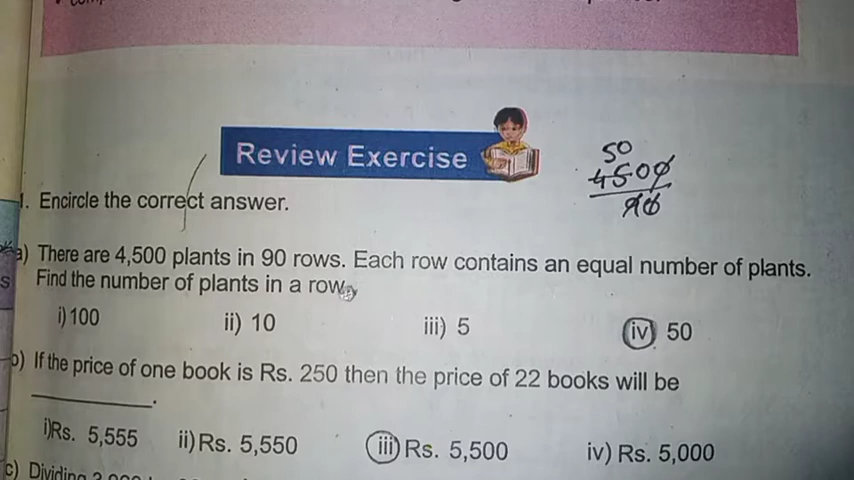 Review Exercise
50
4500
90
1. Encircle the correct answer.
a) There are 4,500 plants in 90 rows. Each row contains an equal number of plants.
Find the number of plants in a row.
i) 100 ii) 10 iii) 5 iv) 50
b) If the price of one book is Rs. 250 then the price of 22 books will be
____________.
i) Rs. 5,555 ii) Rs. 5,550 iii) Rs. 5,500 iv) Rs. 5,000
c) Dividing